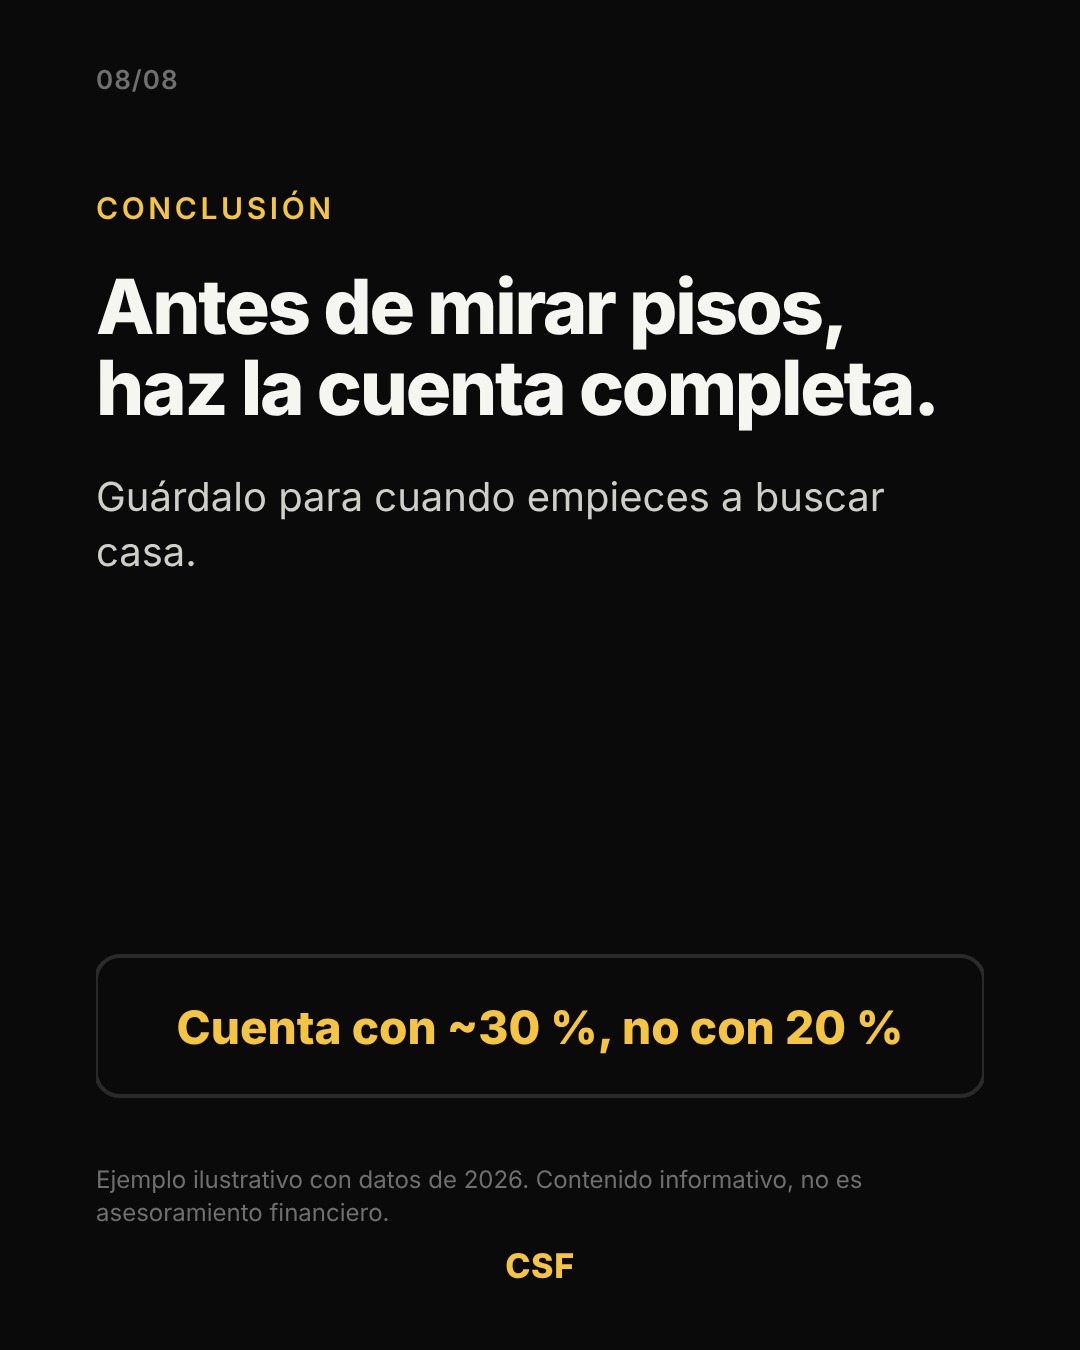 08/08
CONCLUSIÓN
Antes de mirar pisos,
haz la cuenta completa.
Guárdalo para cuando empieces a buscar
casa.
Cuenta con ~30 %, no con 20 %
Ejemplo ilustrativo con datos de 2026. Contenido informativo, no es
asesoramiento financiero.
CSF